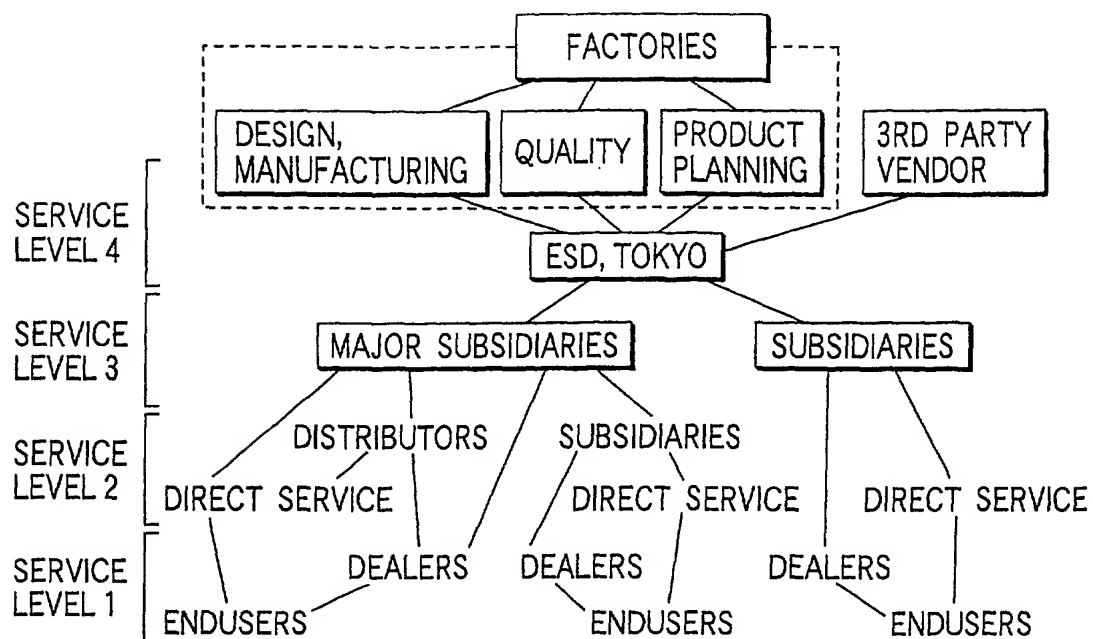 FACTORIES
DESIGN,
MANUFACTURING
QUALITY
PRODUCT
PLANNING
3RD PARTY
VENDOR
SERVICE
LEVEL 4
ESD, TOKYO
SERVICE
LEVEL 3
MAJOR SUBSIDIARIES
SUBSIDIARIES
SERVICE
LEVEL 2
DISTRIBUTORS
SUBSIDIARIES
DIRECT SERVICE
DIRECT SERVICE
DIRECT SERVICE
SERVICE
LEVEL 1
DEALERS
DEALERS
DEALERS
ENDUSERS
ENDUSERS
ENDUSERS